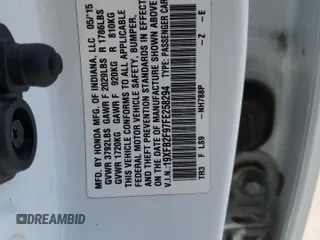 MFD. BY HONDA MFG. OF INDIANA, LLC 05/15
GVWR 3792LBS GAWR F 2029LBS R 1786LBS
GVWR 1720KG GAWR F 920KG R 810KG
THIS VEHICLE CONFORMS TO ALL APPLICABLE
FEDERAL MOTOR VEHICLE SAFETY, BUMPER,
AND THEFT PREVENTION STANDARDS IN EFFECT
ON THE DATE OF MANUFACTURE SHOWN ABOVE.
V.I.N.: 19XFB2F97FE258294 TYPE: PASSENGER CAR
TR3 F LS9 - NH788P - Z - E
DREAMBID